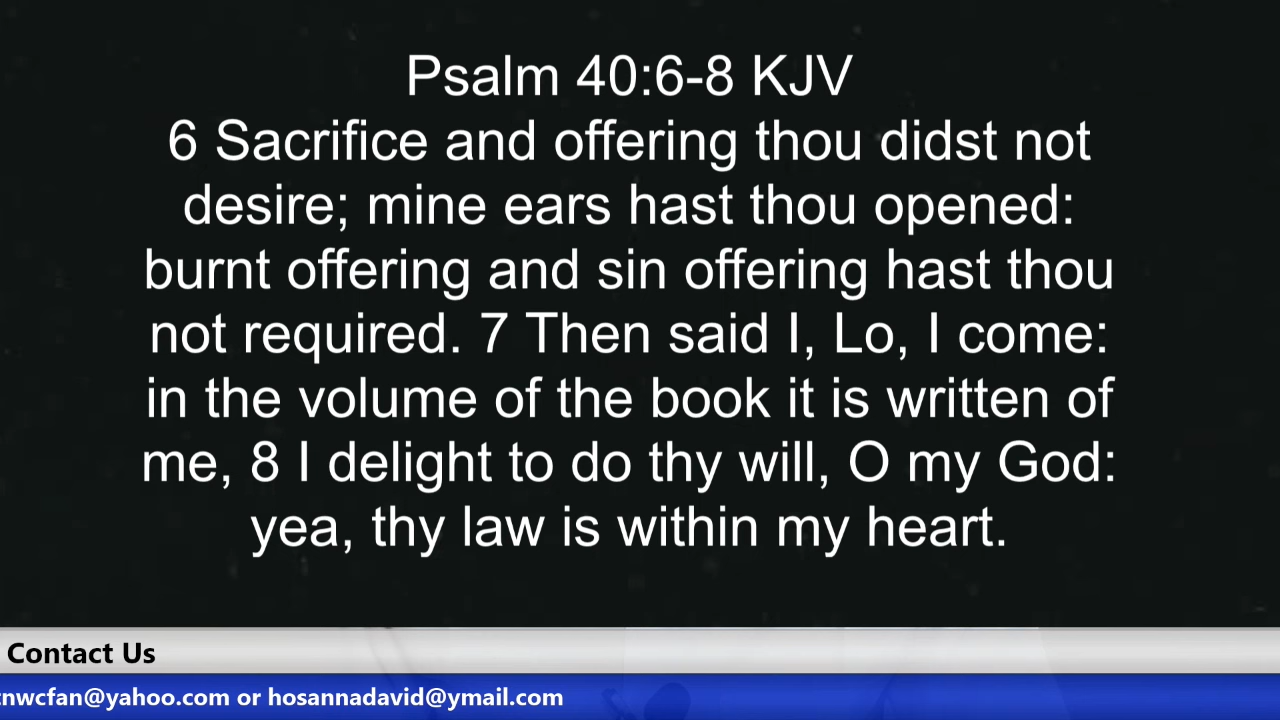 Psalm 40:6-8 KJV
6 Sacrifice and offering thou didst not
desire; mine ears hast thou opened:
burnt offering and sin offering hast thou
not required. 7 Then said I, Lo, I come:
in the volume of the book it is written of
me, 8 I delight to do thy will, O my God:
yea, thy law is within my heart.
Contact Us
or hosannadavid@ymail.com